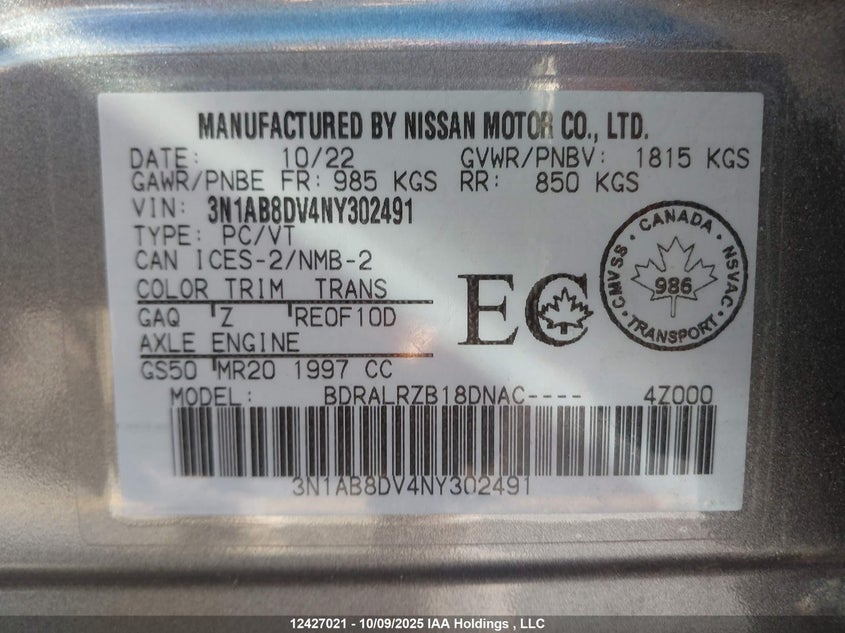 MANUFACTURED BY NISSAN MOTOR CO., LTD.
DATE: 10/22 GVWR/PNBV: 1815 KGS
GAWR/PNBE FR: 985 KGS RR: 850 KGS
VIN: 3N1AB8DV4NY302491
TYPE: PC/VT
CAN ICES-2/NMB-2
COLOR TRIM TRANS
GAQ Z RE0F10D
AXLE ENGINE
GS50 MR20 1997 CC
EC
CANADA
CMVSS 986 NSVAC
TRANSPORT
MODEL: BDRALRZB18DNAC---- 4Z000
3N1AB8DV4NY302491
12427021 - 10/09/2025 IAA Holdings , LLC